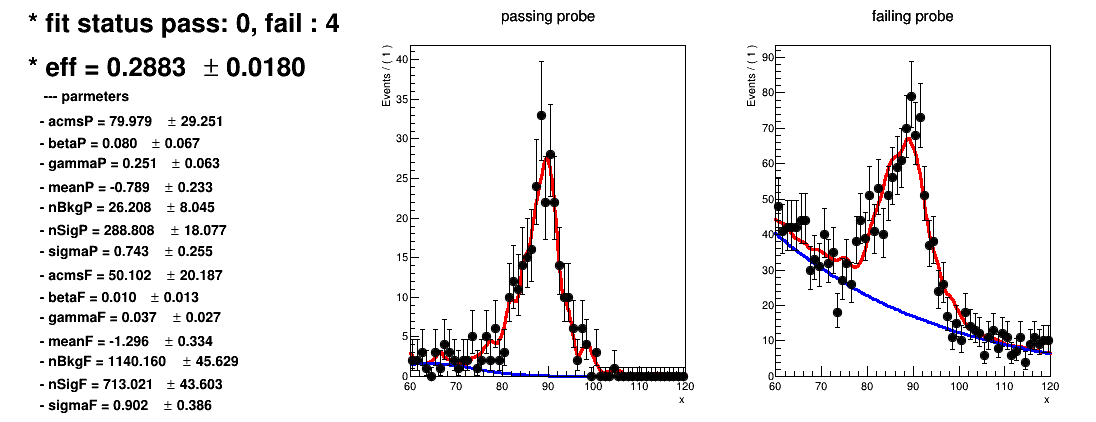 * fit status pass: 0, fail : 4
* eff = 0.2883 ± 0.0180
--- parmeters
- acmsP = 79.979 ± 29.251
- betaP = 0.080 ± 0.067
- gammaP = 0.251 ± 0.063
- meanP = -0.789 ± 0.233
- nBkgP = 26.208 ± 8.045
- nSigP = 288.808 ± 18.077
- sigmaP = 0.743 ± 0.255
- acmsF = 50.102 ± 20.187
- betaF = 0.010 ± 0.013
- gammaF = 0.037 ± 0.027
- meanF = -1.296 ± 0.334
- nBkgF = 1140.160 ± 45.629
- nSigF = 713.021 ± 43.603
- sigmaF = 0.902 ± 0.386
passing probe
Events / ( 1 )
40
35
30
25
20
15
10
5
0
60 70 80 90 100 110 120
x
failing probe
Events / ( 1 )
90
80
70
60
50
40
30
20
10
0
60 70 80 90 100 110 120
x